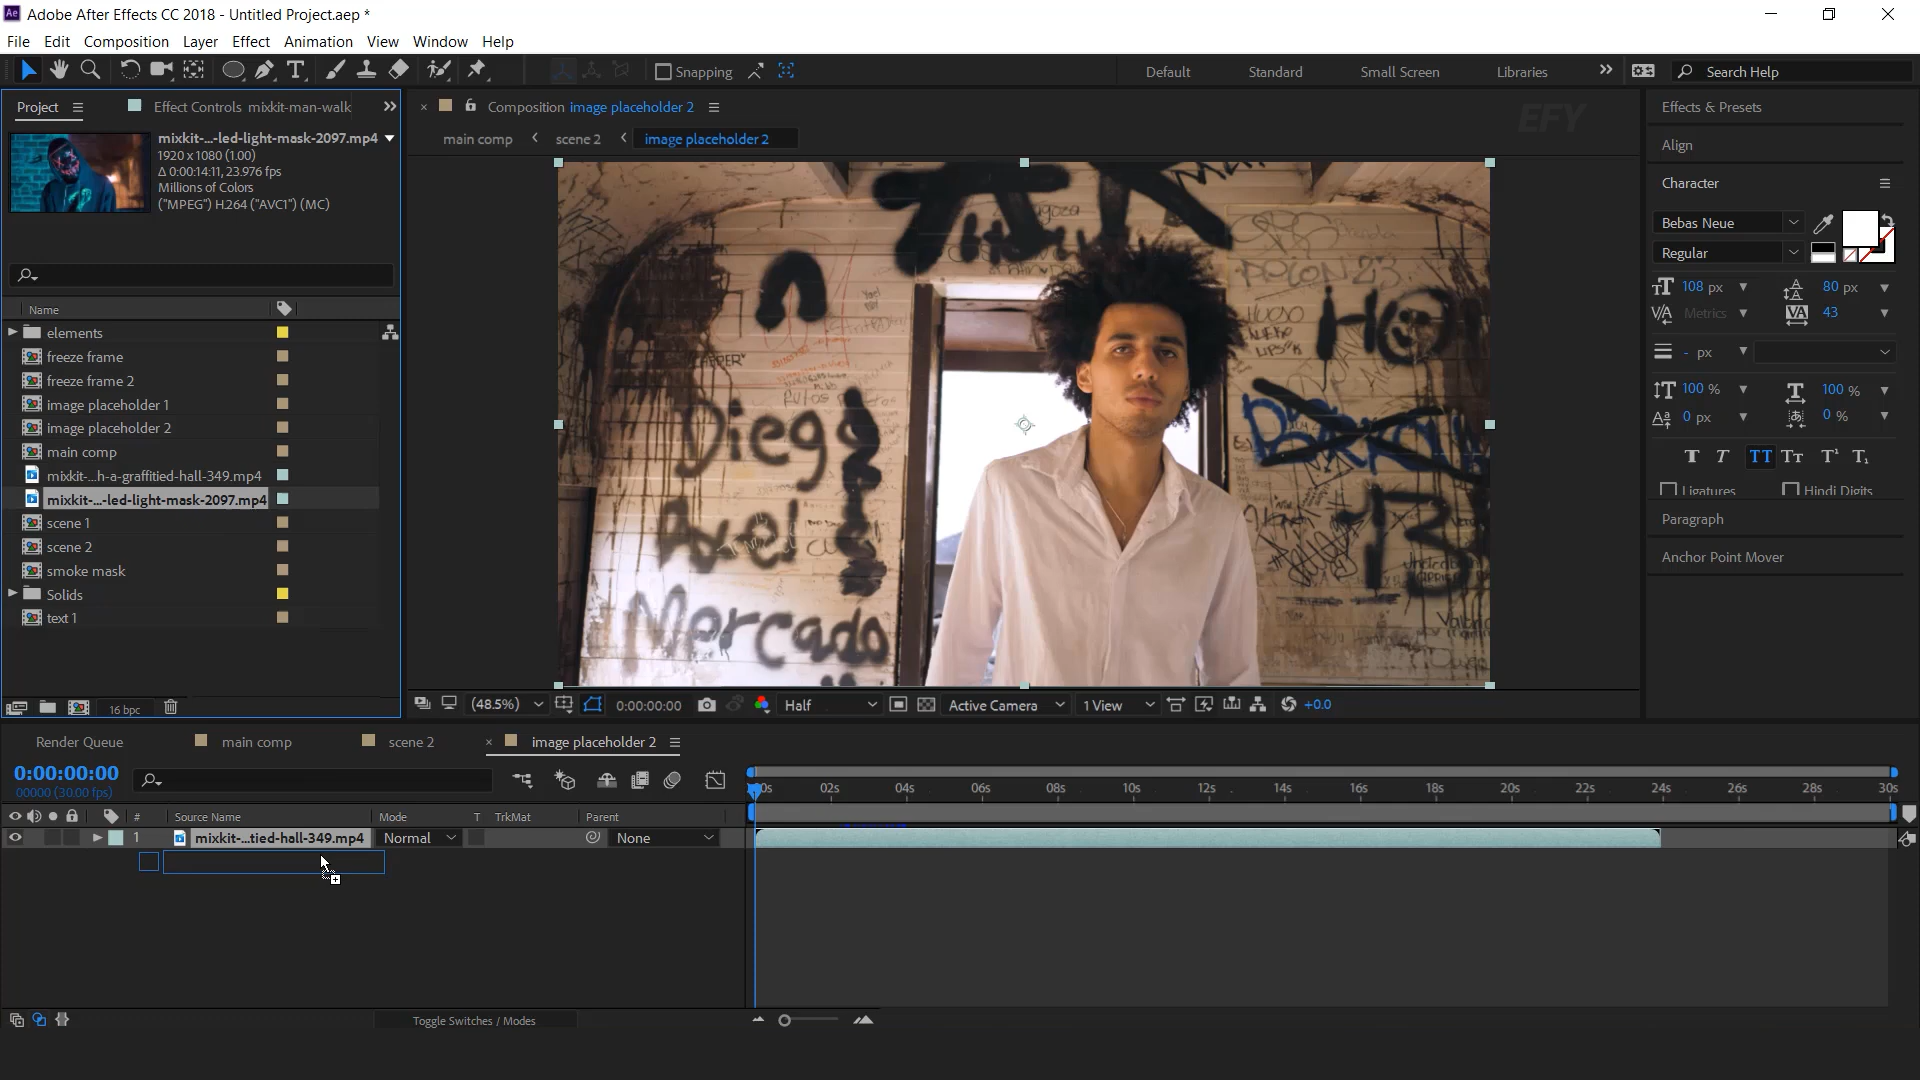 Adobe After Effects CC 2018 - Untitled Project.aep *
File Edit Composition Layer Effect Animation View Window Help
Snapping
Default Standard Small Screen Libraries Search Help
Project Effect Controls mixkit-man-walk
Composition image placeholder 2
Effects & Presets
EFY
main comp scene 2 image placeholder 2
mixkit-...-led-light-mask-2097.mp4
1920 x 1080 (1.00)
Δ 0:00:14:11, 23.976 fps
Millions of Colors
("MPEG") H.264 ("AVC1") (MC)
Align
Character
Bebas Neue
Regular
108 px 80 px
Metrics 43
- px
100 % 100 %
0 px 0 %
TT
Ligatures Hindi Digits
Paragraph
Anchor Point Mover
Name
elements
freeze frame
freeze frame 2
image placeholder 1
image placeholder 2
main comp
mixkit-...h-a-graffitied-hall-349.mp4
mixkit-...-led-light-mask-2097.mp4
scene 1
scene 2
smoke mask
Solids
text 1
16 bpc
Diego
Axel
Mercado
(48.5%) 0:00:00:00 Half Active Camera 1 View +0.0
Render Queue main comp scene 2 image placeholder 2
0:00:00:00
00000 (30.00 fps)
02s 04s 06s 08s 10s 12s 14s 16s 18s 20s 22s 24s 26s 28s 30s
# Source Name Mode T TrkMat Parent
1 mixkit-...tied-hall-349.mp4 Normal None
Toggle Switches / Modes